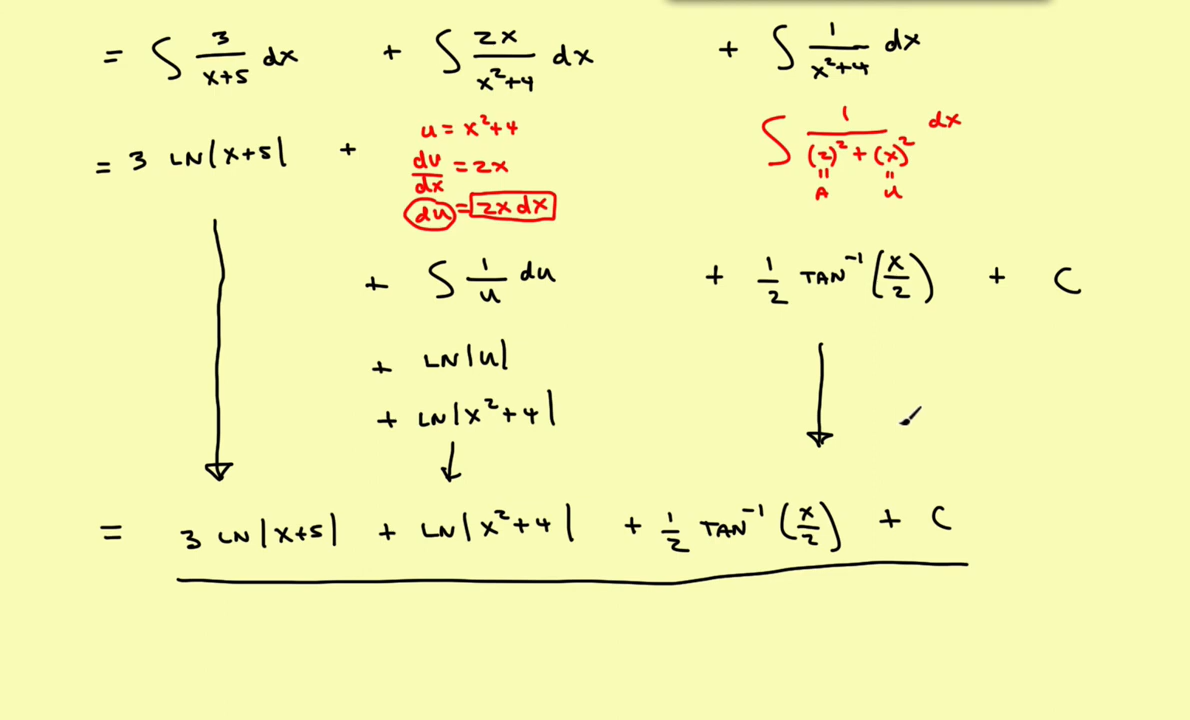 = ∫ 3/(x+5) dx + ∫ 2x/(x²+4) dx + ∫ 1/(x²+4) dx
= 3 LN|x+5| +
u = x²+4
du/dx = 2x
du = 2x dx
∫ 1/((2)²+(x)²) dx
" "
A u
+ ∫ 1/u du + 1/2 TAN⁻¹(x/2) + C
+ LN|u|
+ LN|x²+4|
= 3 LN|x+5| + LN|x²+4| + 1/2 TAN⁻¹(x/2) + C